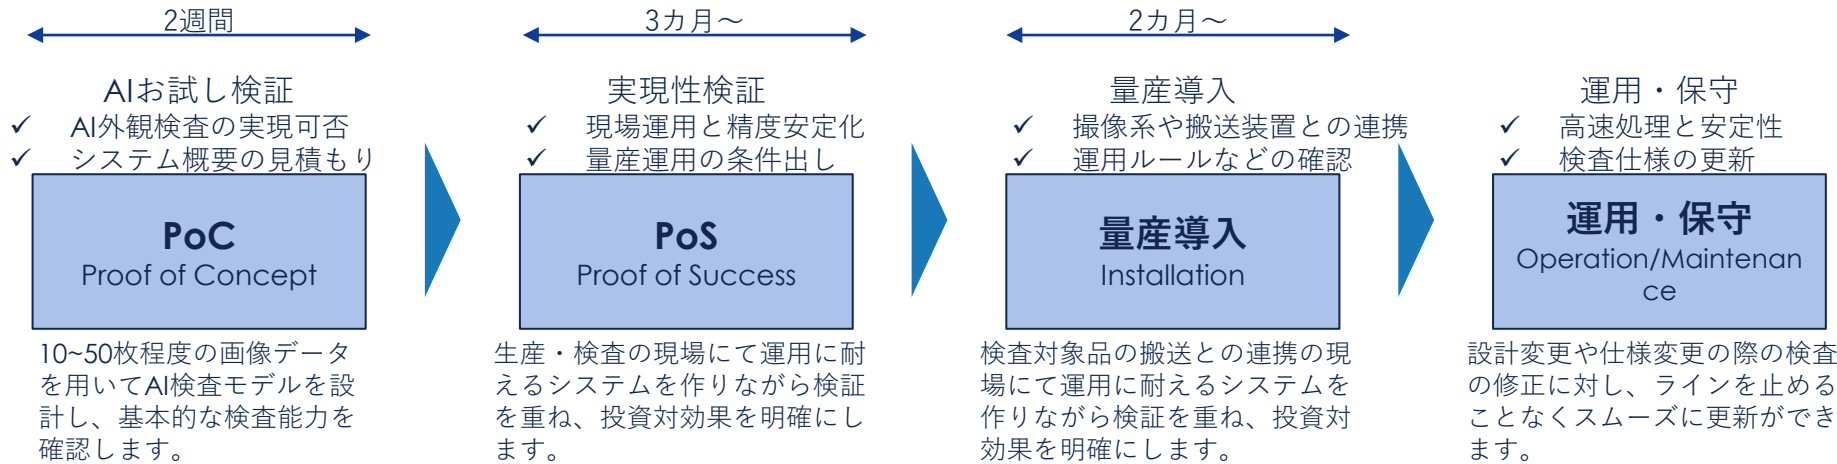 2週間
AIお試し検証
✓ AI外観検査の実現可否
✓ システム概要の見積もり
PoC
Proof of Concept
10~50枚程度の画像データ
を用いてAI検査モデルを設
計し、基本的な検査能力を
確認します。
3カ月～
実現性検証
✓ 現場運用と精度安定化
✓ 量産運用の条件出し
PoS
Proof of Success
生産・検査の現場にて運用に耐
えるシステムを作りながら検証
を重ね、投資対効果を明確にし
ます。
2カ月～
量産導入
✓ 撮像系や搬送装置との連携
✓ 運用ルールなどの確認
量産導入
Installation
検査対象品の搬送との連携の現
場にて運用に耐えるシステムを
作りながら検証を重ね、投資対
効果を明確にします。
運用・保守
✓ 高速処理と安定性
✓ 検査仕様の更新
運用・保守
Operation/Maintenan
ce
設計変更や仕様変更の際の検査
の修正に対し、ラインを止める
ことなくスムーズに更新ができ
ます。